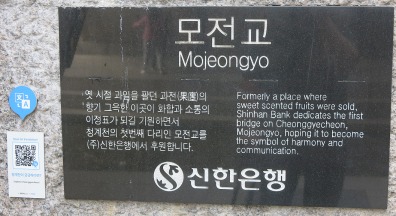 모전교
Mojeongyo
옛 시절 과일을 팔던 과전(果廛)의
향기 그윽한 이곳이 화합과 소통의
이정표가 되길 기원하면서
청계천의 첫번째 다리인 모전교를
(주)신한은행에서 후원합니다.
Formerly a place where
sweet scented fruits were sold,
Shinhan Bank dedicates the first
bridge on Cheonggyecheon,
Mojeongyo, hoping it to become
the symbol of harmony and
communication.
신한은행